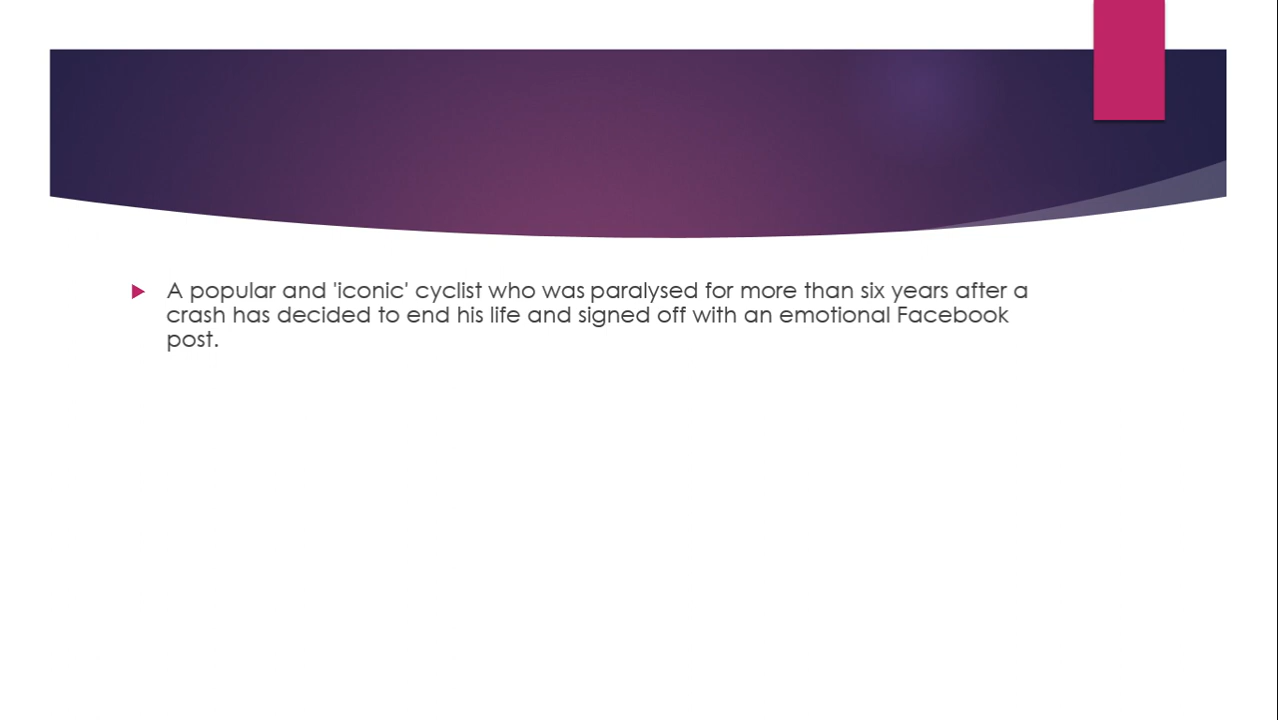 A popular and 'iconic' cyclist who was paralysed for more than six years after a
crash has decided to end his life and signed off with an emotional Facebook
post.